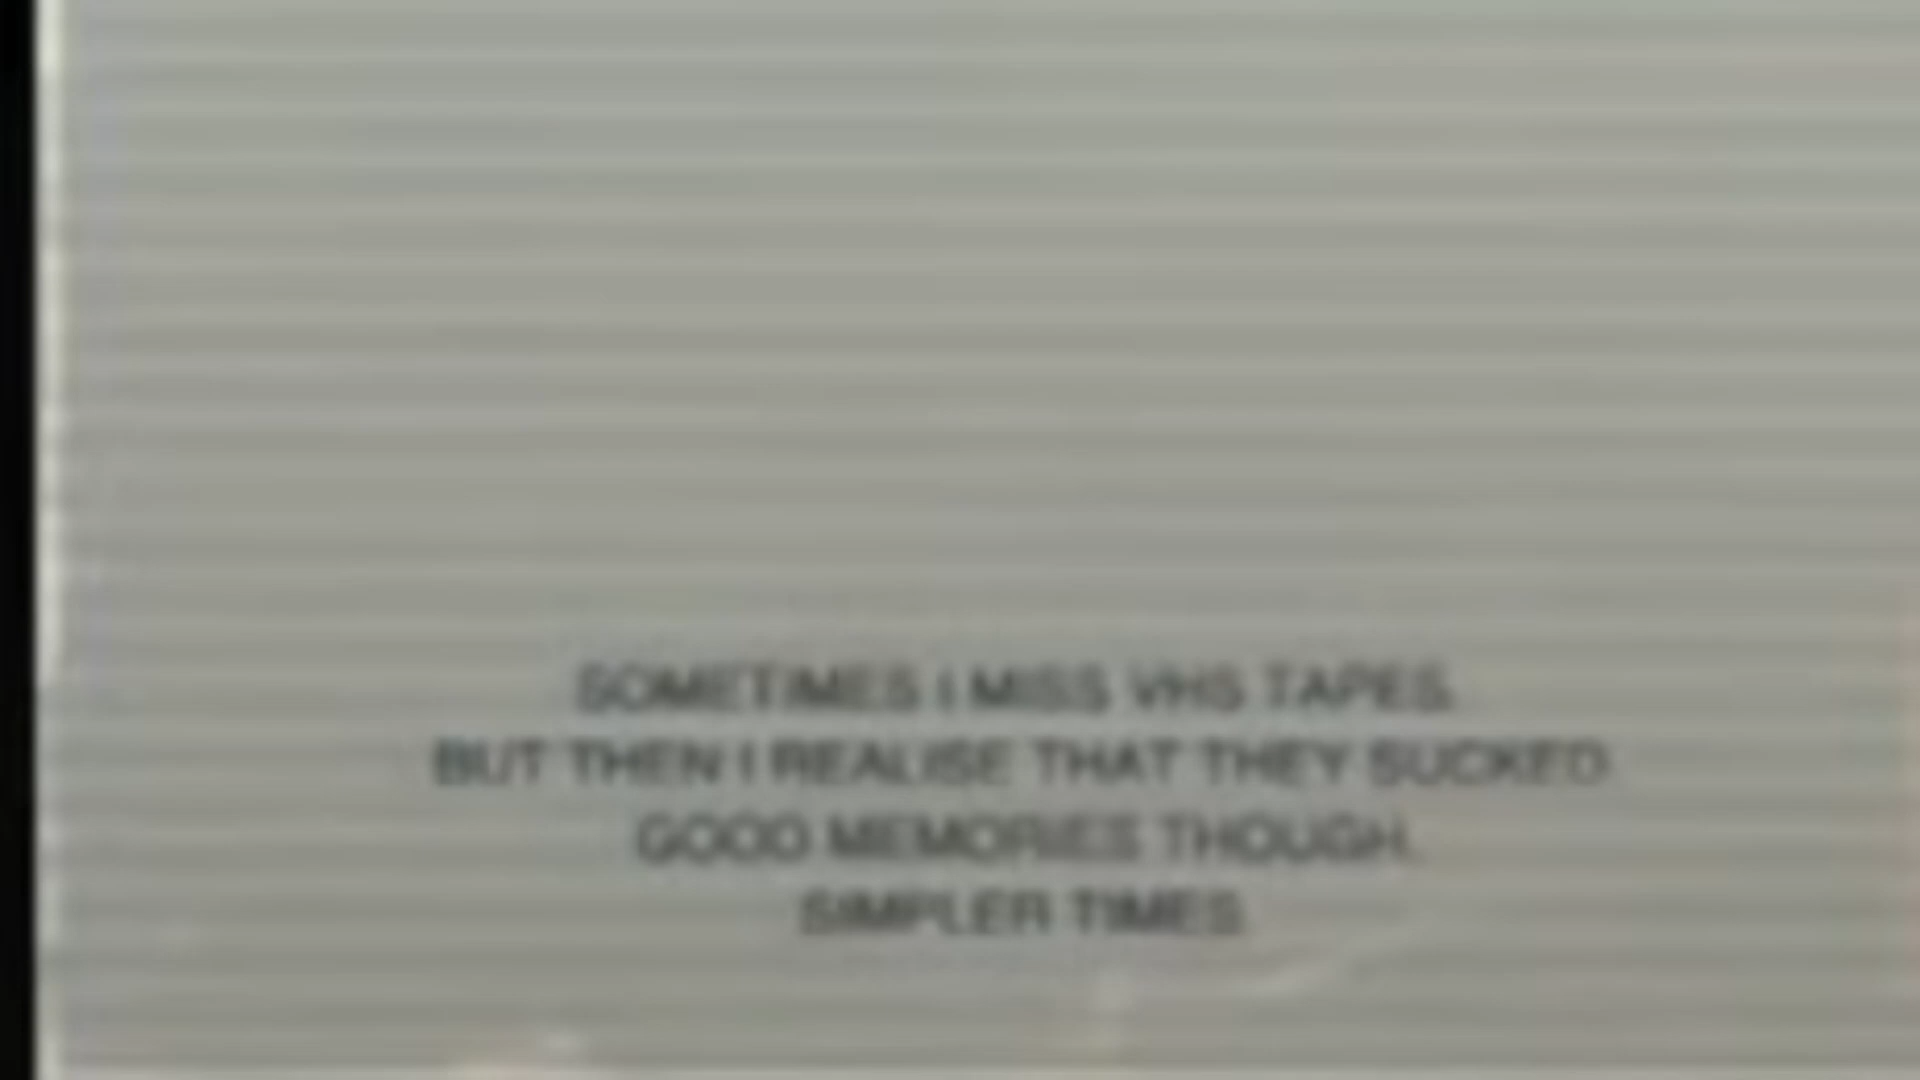 SOMETIMES I MISS VHS TAPES.
BUT THEN I REALISE THAT THEY SUCKED
GOOD MEMORIES THOUGH.
SIMPLER TIMES.